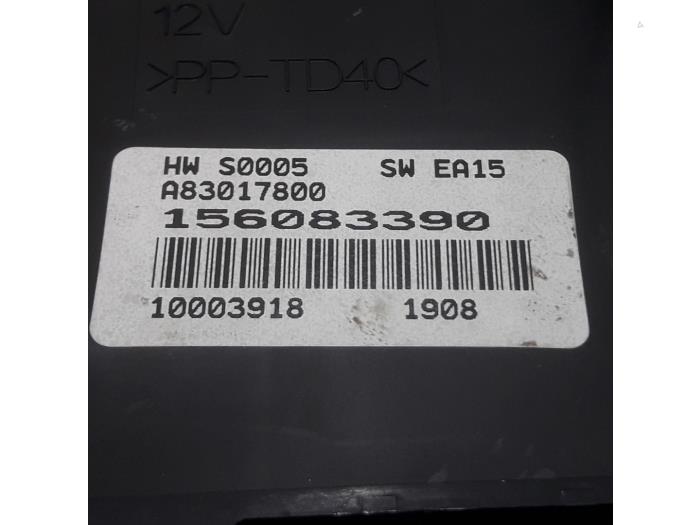 12V
>PP-TD40<
HW S0005 SW EA15
A83017800
156083390
10003918 1908